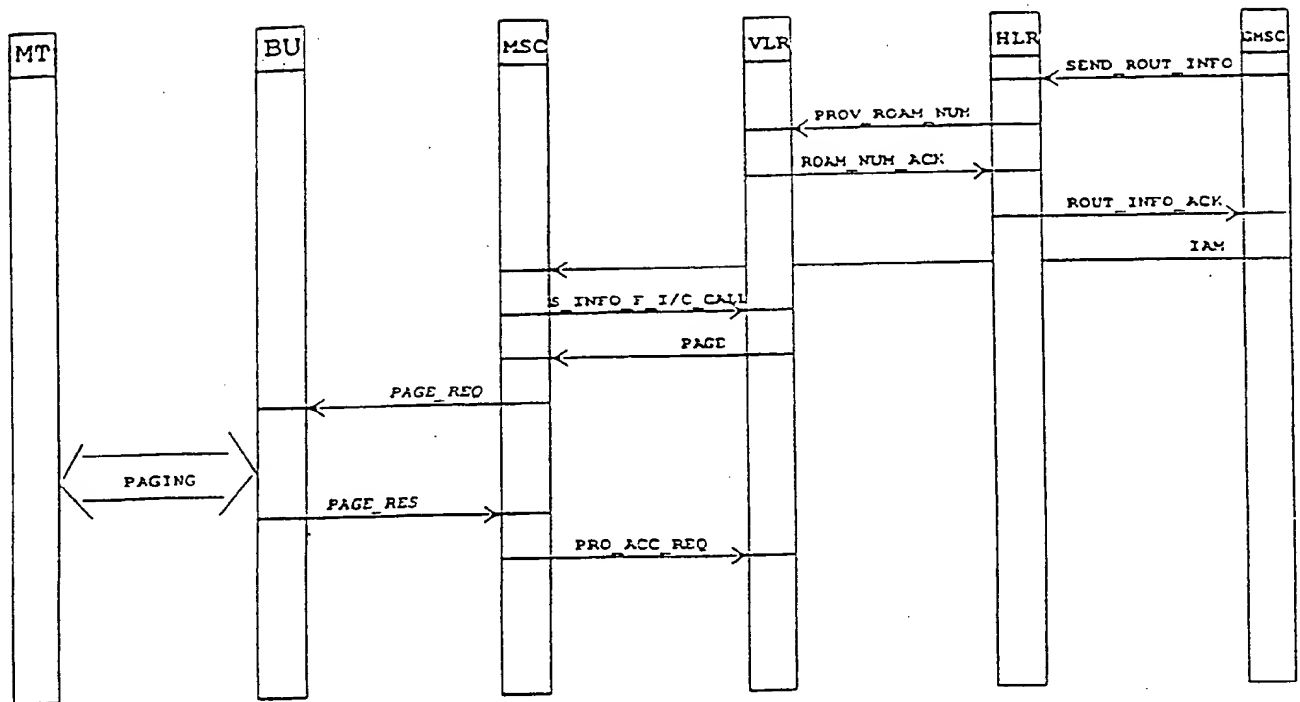 MT
BU
MSC
VLR
HLR
GMSC
SEND_ROUT_INFO
PROV_ROAM_NUM
ROAM_NUM_ACK
ROUT_INFO_ACK
IAM
S_INFO_F_I/C_CALL
PAGE
PAGE_REQ
PAGING
PAGE_RES
PRO_ACC_REQ